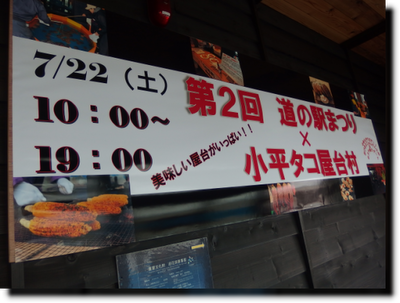 7/22（土）
10：00～
19：00
第2回 道の駅まつり
×
小平タコ屋台村
美味しい屋台がいっぱい！！